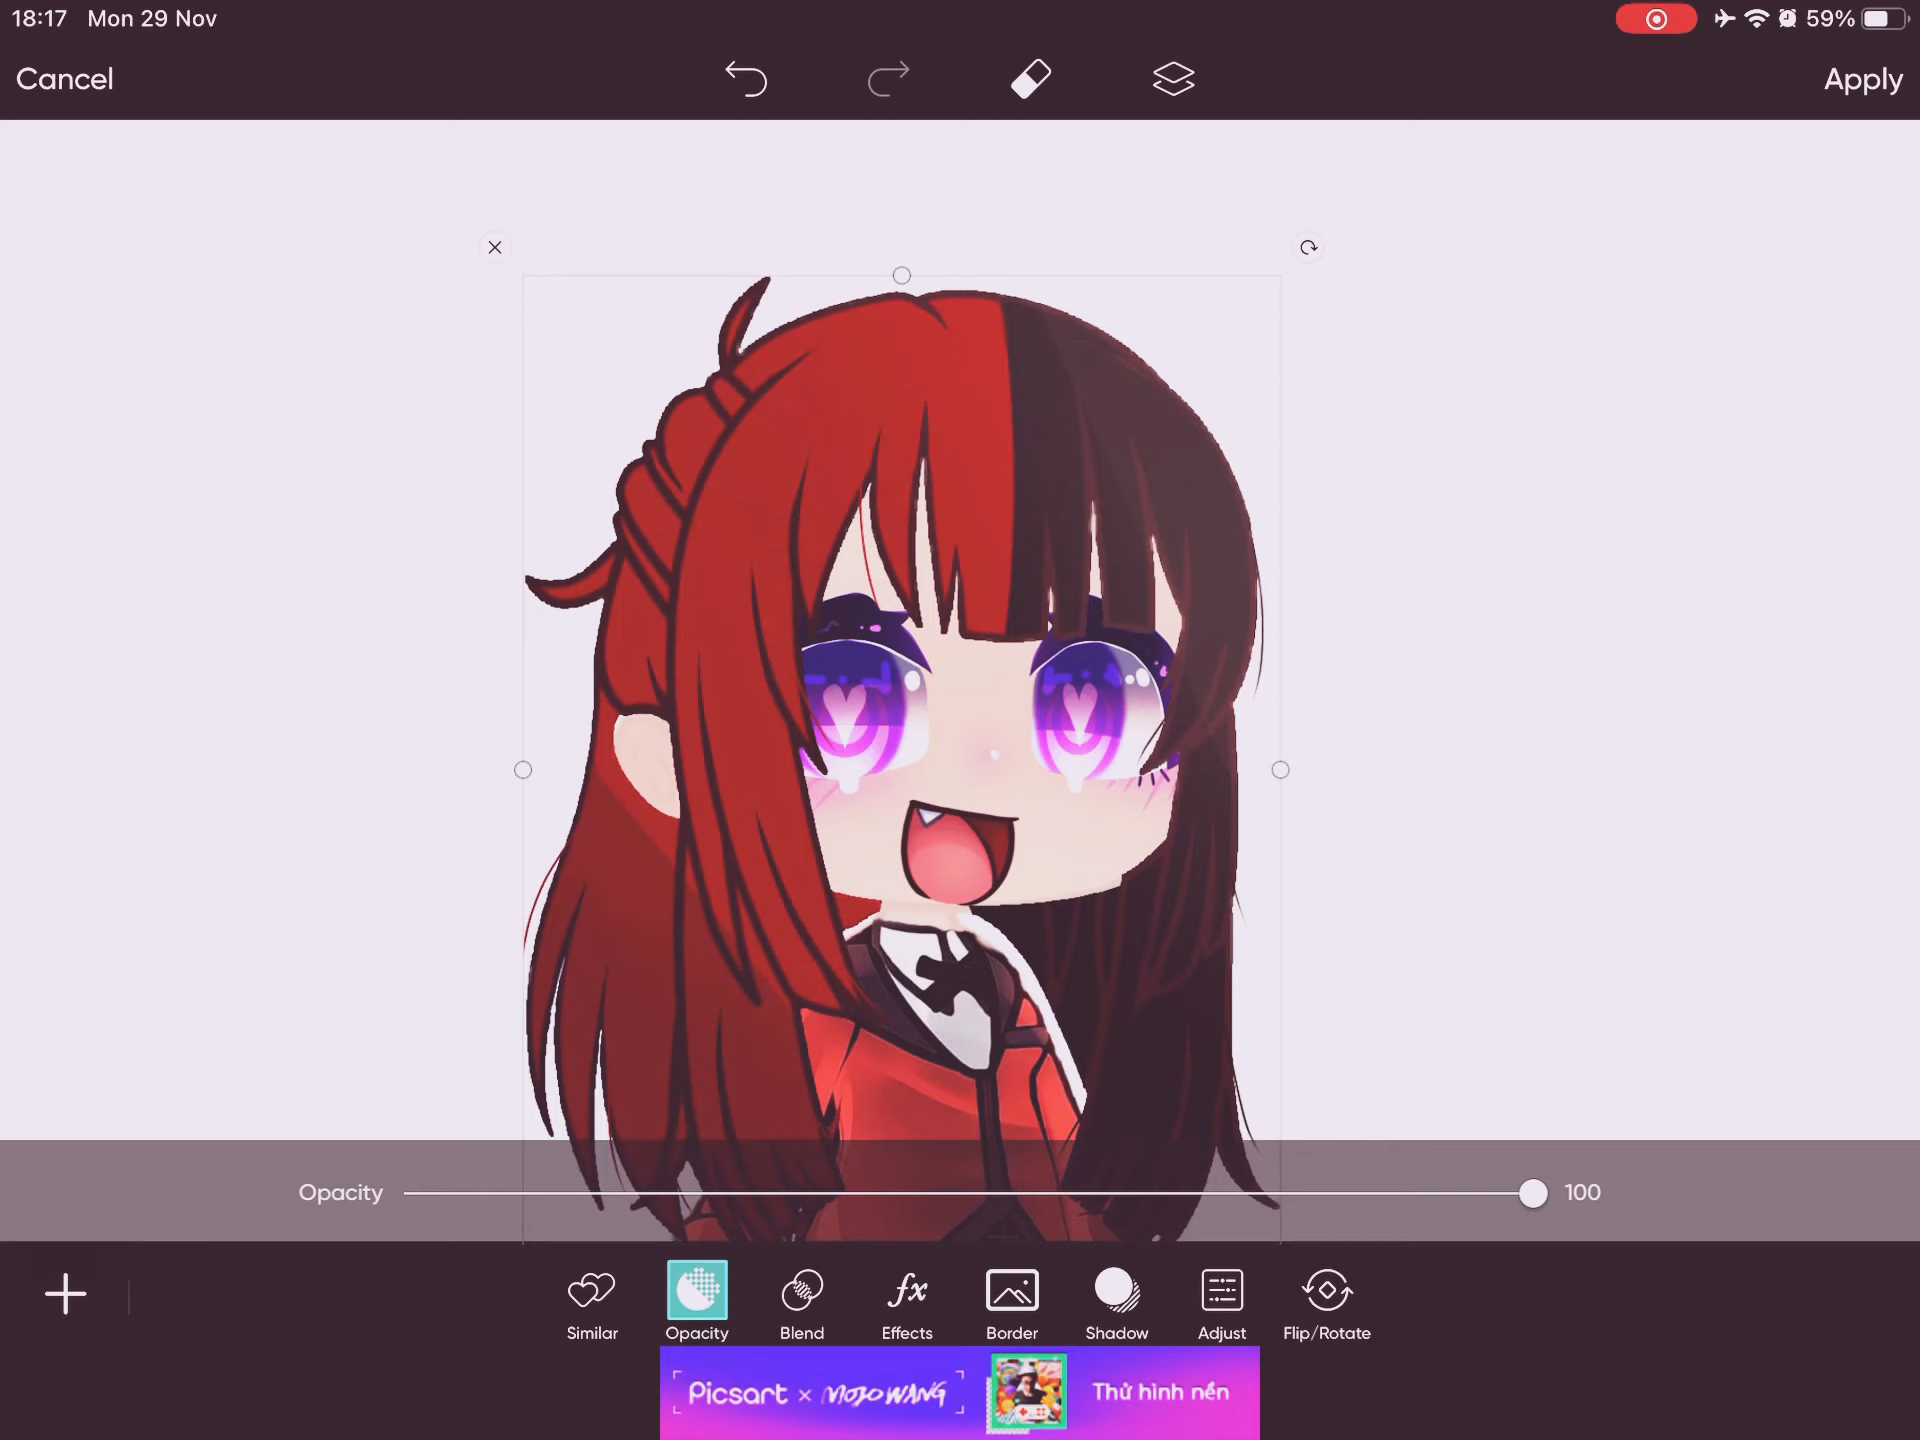 18:17 Mon 29 Nov
59%
Cancel
Apply
Opacity
100
Similar
Opacity
Blend
fx
Effects
Border
Shadow
Adjust
Flip/Rotate
Picsart × MOJO WANG
Thử hình nền